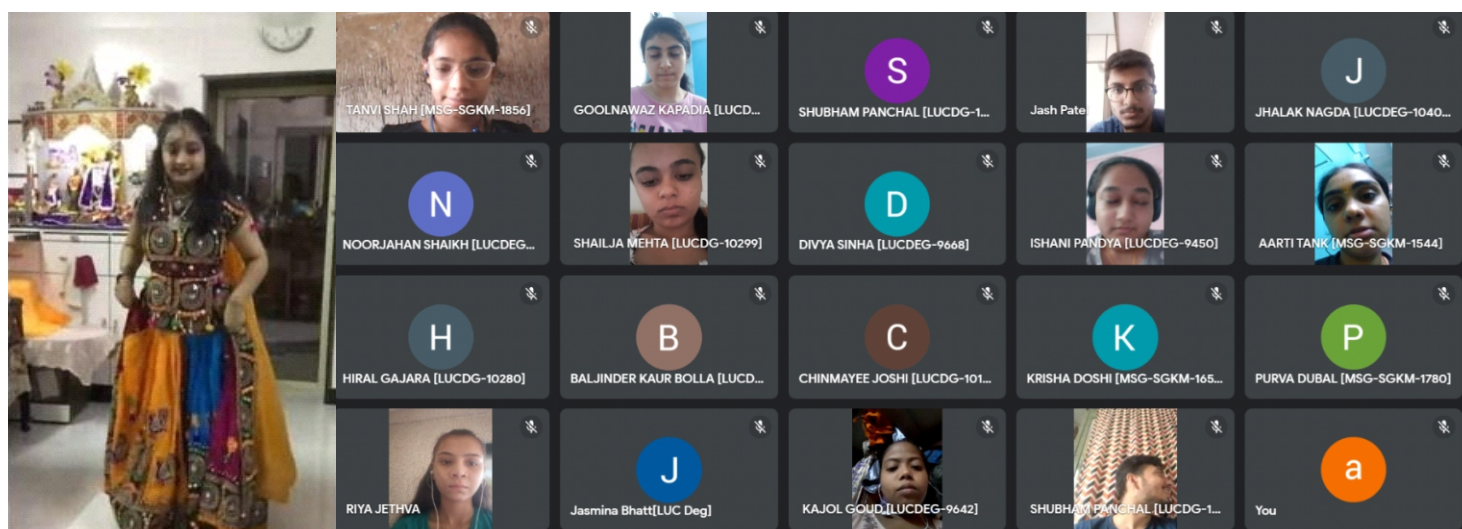 TANVI SHAH [MSG-SGKM-1856]
GOOLNAWAZ KAPADIA [LUCD...
S
SHUBHAM PANCHAL [LUCDG-1...
Jash Patel
J
JHALAK NAGDA [LUCDEG-1040...
N
NOORJAHAN SHAIKH [LUCDEG...
SHAILJA MEHTA [LUCDG-10299]
D
DIVYA SINHA [LUCDEG-9668]
ISHANI PANDYA [LUCDEG-9450]
AARTI TANK [MSG-SGKM-1544]
H
HIRAL GAJARA [LUCDG-10280]
B
BALJINDER KAUR BOLLA [LUCD...
C
CHINMAYEE JOSHI [LUCDG-101...
K
KRISHA DOSHI [MSG-SGKM-165...
P
PURVA DUBAL [MSG-SGKM-1780]
RIYA JETHVA
J
Jasmina Bhatt[LUC Deg]
KAJOL GOUD [LUCDEG-9642]
SHUBHAM PANCHAL [LUCDG-1...
a
You